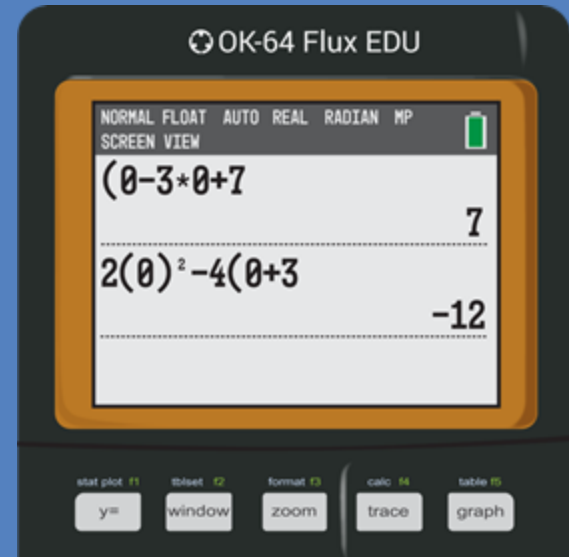 OK-64 Flux EDU
NORMAL FLOAT AUTO REAL RADIAN MP
SCREEN VIEW
(0-3*0+7
7
2(0)²-4(0+3
-12
stat plot f1 tblset f2 format f3 calc f4 table f5
y= window zoom trace graph